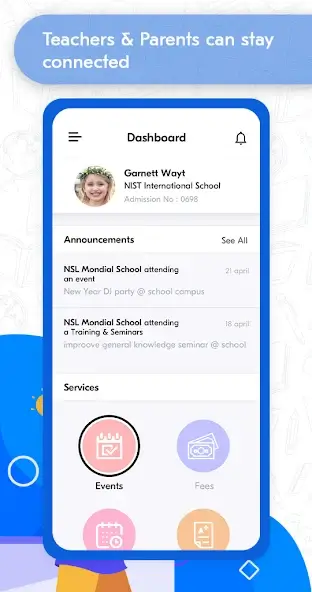 Teachers & Parents can stay
connected
Dashboard
Garnett Wayt
NIST International School
Admission No : 0698
Announcements See All
NSL Mondial School attending 21 april
an event
New Year Di party @ school campus
NSL Mondial School attending 18 april
a Training & Seminars
improove general knowledge seminar @ school
Services
Events Fees